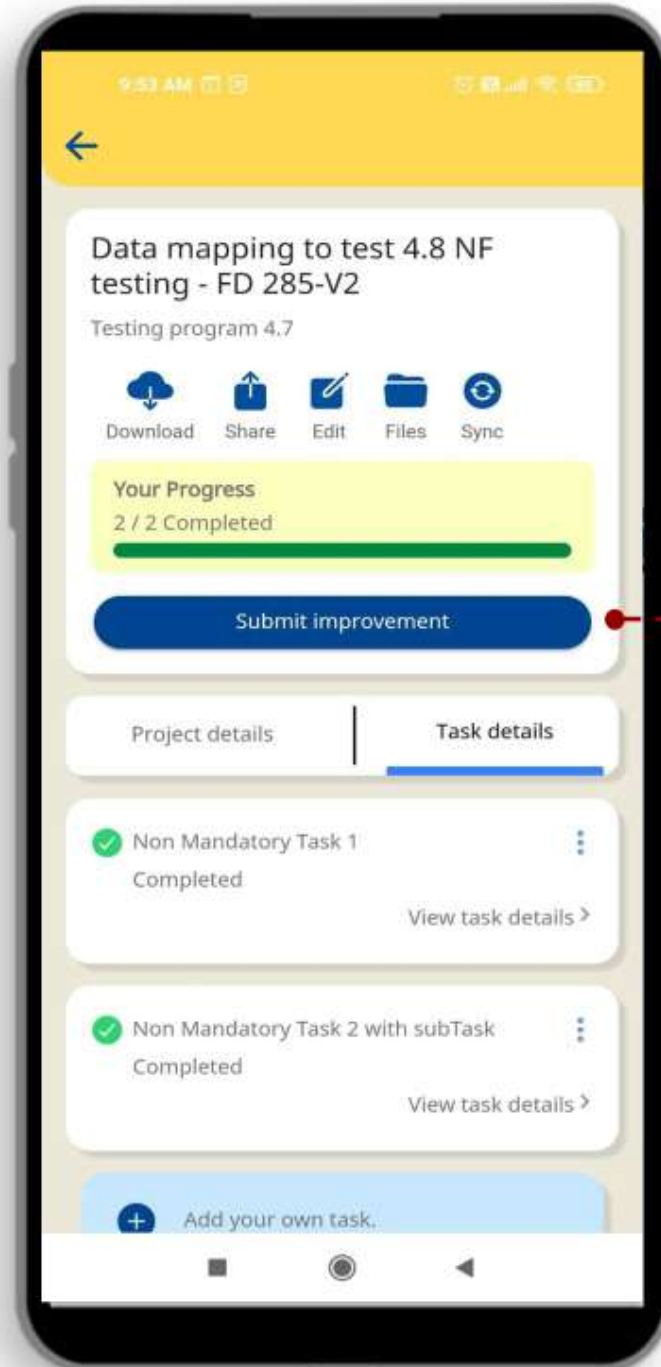 9:53 AM
Data mapping to test 4.8 NF
testing - FD 285-V2
Testing program 4.7
Download Share Edit Files Sync
Your Progress
2 / 2 Completed
Submit improvement
Project details Task details
Non Mandatory Task 1
Completed
View task details >
Non Mandatory Task 2 with subTask
Completed
View task details >
Add your own task.